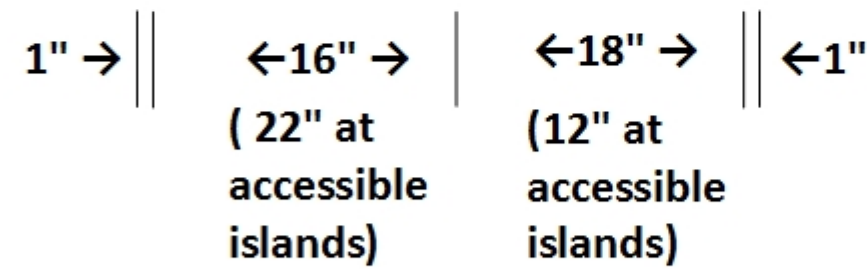 1" → ←16" → ←18" → ←1"
( 22" at (12" at
accessible accessible
islands) islands)